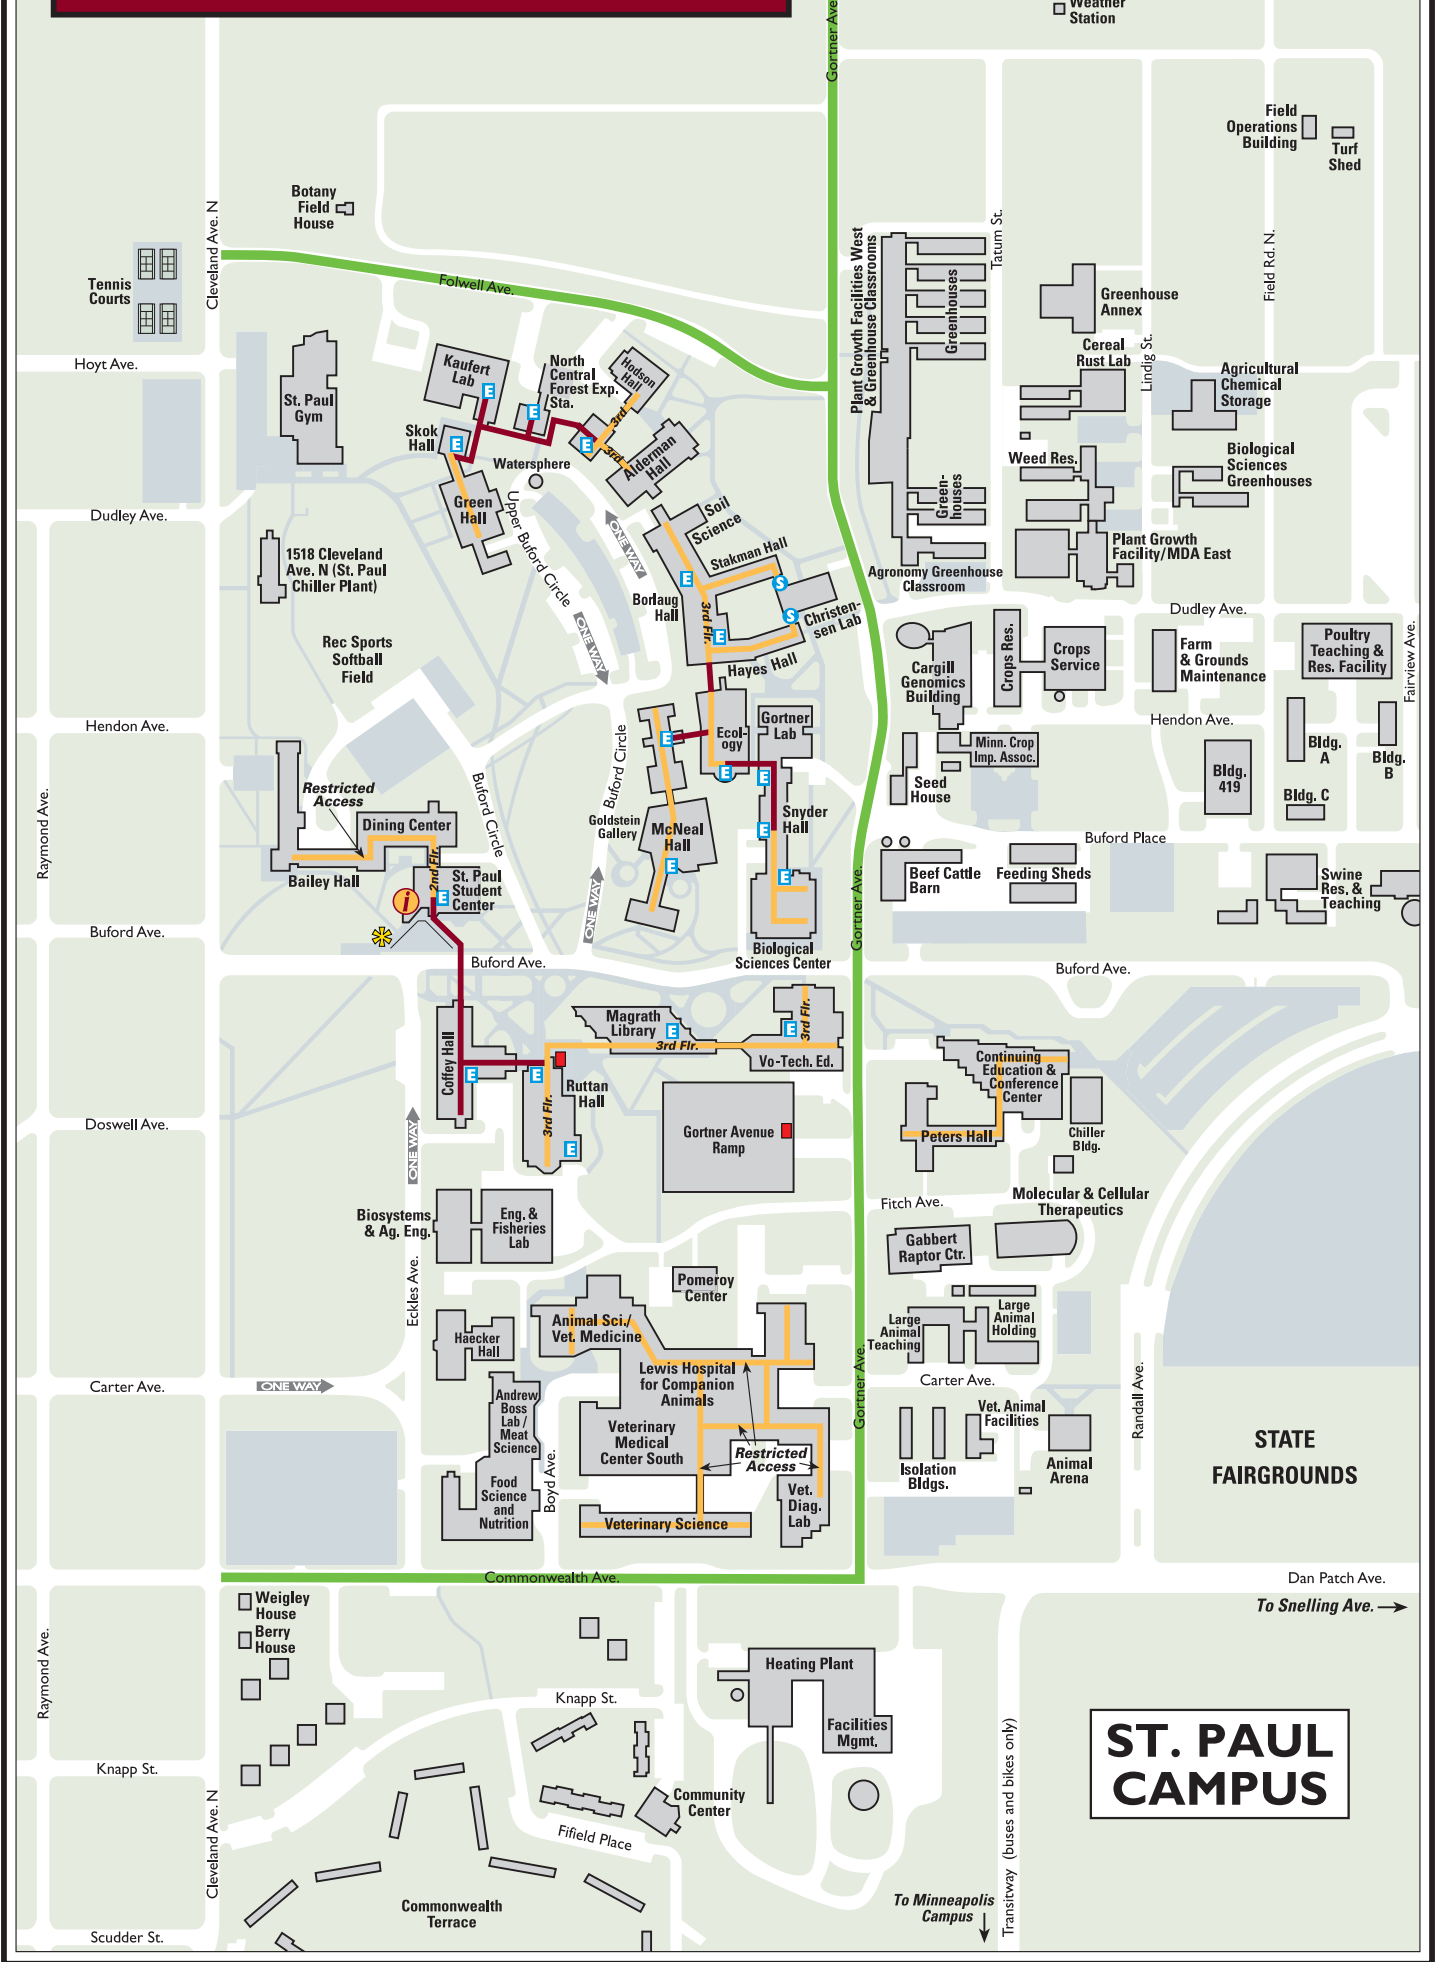 Weather
Station
Gortner Ave.
Field
Operations
Building
Turf
Shed
Botany
Field
House
Cleveland Ave. N
Tennis
Courts
Folwell Ave.
Plant Growth Facilities West
& Greenhouse Classrooms
Greenhouses
Tatum St.
Field Rd. N.
Greenhouse
Annex
Hoyt Ave.
St. Paul
Gym
Kaufert
Lab
E
North
Central
Forest Exp.
Sta.
E
Hodson
Hall
3rd
E
3rd
Alderman
Hall
Skok
Hall
E
Watersphere
Green
Hall
Cereal
Rust Lab
Lindig St.
Agricultural
Chemical
Storage
Weed Res.
Biological
Sciences
Greenhouses
Green-
houses
Dudley Ave.
Upper Buford Circle
ONE WAY
Soil
Science
Stakman Hall
E
S
S
Borlaug
Hall
3rd Flr.
E
Christen-
sen Lab
Hayes Hall
Plant Growth
Facility/MDA East
Agronomy Greenhouse
Classroom
1518 Cleveland
Ave. N (St. Paul
Chiller Plant)
Dudley Ave.
Rec Sports
Softball
Field
ONE WAY
Cargill
Genomics
Building
Crops Res.
Crops
Service
Farm
& Grounds
Maintenance
Poultry
Teaching &
Res. Facility
Fairview Ave.
Hendon Ave.
Hendon Ave.
E
Ecol-
ogy
E
Gortner
Lab
E
Minn. Crop
Imp. Assoc.
Seed
House
Bldg.
419
Bldg.
A
Bldg.
B
Bldg. C
Restricted
Access
Buford Circle
Buford Circle
Raymond Ave.
Dining Center
Bailey Hall
2nd Flr.
E
St. Paul
Student
Center
i
Goldstein
Gallery
McNeal
Hall
E
Snyder
Hall
E
E
Biological
Sciences Center
ONE WAY
Buford Place
Beef Cattle
Barn
Feeding Sheds
Swine
Res. &
Teaching
Gortner Ave.
Buford Ave.
Buford Ave.
Buford Ave.
Coffey Hall
E
E
Magrath
Library
E
3rd Flr.
E
3rd Flr.
Vo-Tech. Ed.
Ruttan
Hall
3rd Flr.
E
Continuing
Education &
Conference
Center
Peters Hall
Chiller
Bldg.
Doswell Ave.
ONE WAY
Gortner Avenue
Ramp
Biosystems
& Ag. Eng.
Eng. &
Fisheries
Lab
Fitch Ave.
Molecular & Cellular
Therapeutics
Gabbert
Raptor Ctr.
Eckles Ave.
Pomeroy
Center
Haecker
Hall
Animal Sci./
Vet. Medicine
Large
Animal
Teaching
Large
Animal
Holding
Carter Ave.
ONE WAY
Andrew
Boss
Lab /
Meat
Science
Lewis Hospital
for Companion
Animals
Veterinary
Medical
Center South
Restricted
Access
Gortner Ave.
Carter Ave.
Randall Ave.
Vet. Animal
Facilities
Isolation
Bldgs.
Animal
Arena
STATE
FAIRGROUNDS
Food
Science
and
Nutrition
Boyd Ave.
Vet.
Diag.
Lab
Veterinary Science
Commonwealth Ave.
Dan Patch Ave.
To Snelling Ave.
Weigley
House
Berry
House
Raymond Ave.
Heating Plant
Knapp St.
Facilities
Mgmt.
ST. PAUL
CAMPUS
Knapp St.
Cleveland Ave. N
Community
Center
Fifield Place
Transitway (buses and bikes only)
To Minneapolis
Campus
Commonwealth
Terrace
Scudder St.